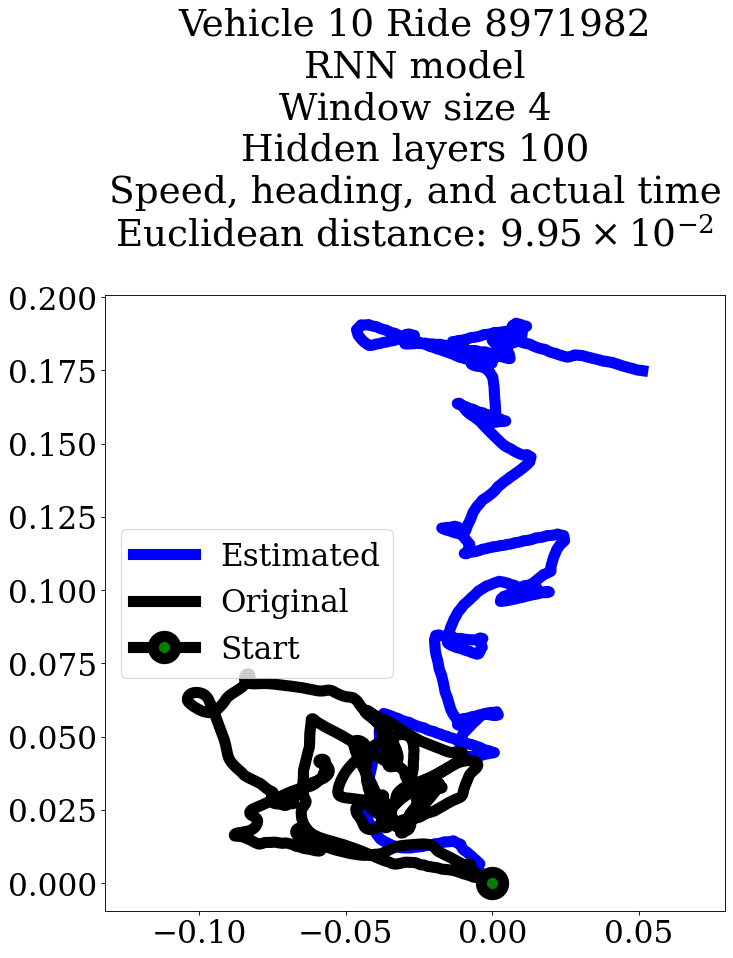 Vehicle 10 Ride 8971982
RNN model
Window size 4
Hidden layers 100
Speed, heading, and actual time
Euclidean distance: 9.95 × 10⁻²
0.200
0.175
0.150
0.125
0.100
0.075
0.050
0.025
0.000
Estimated
Original
Start
−0.10 −0.05 0.00 0.05